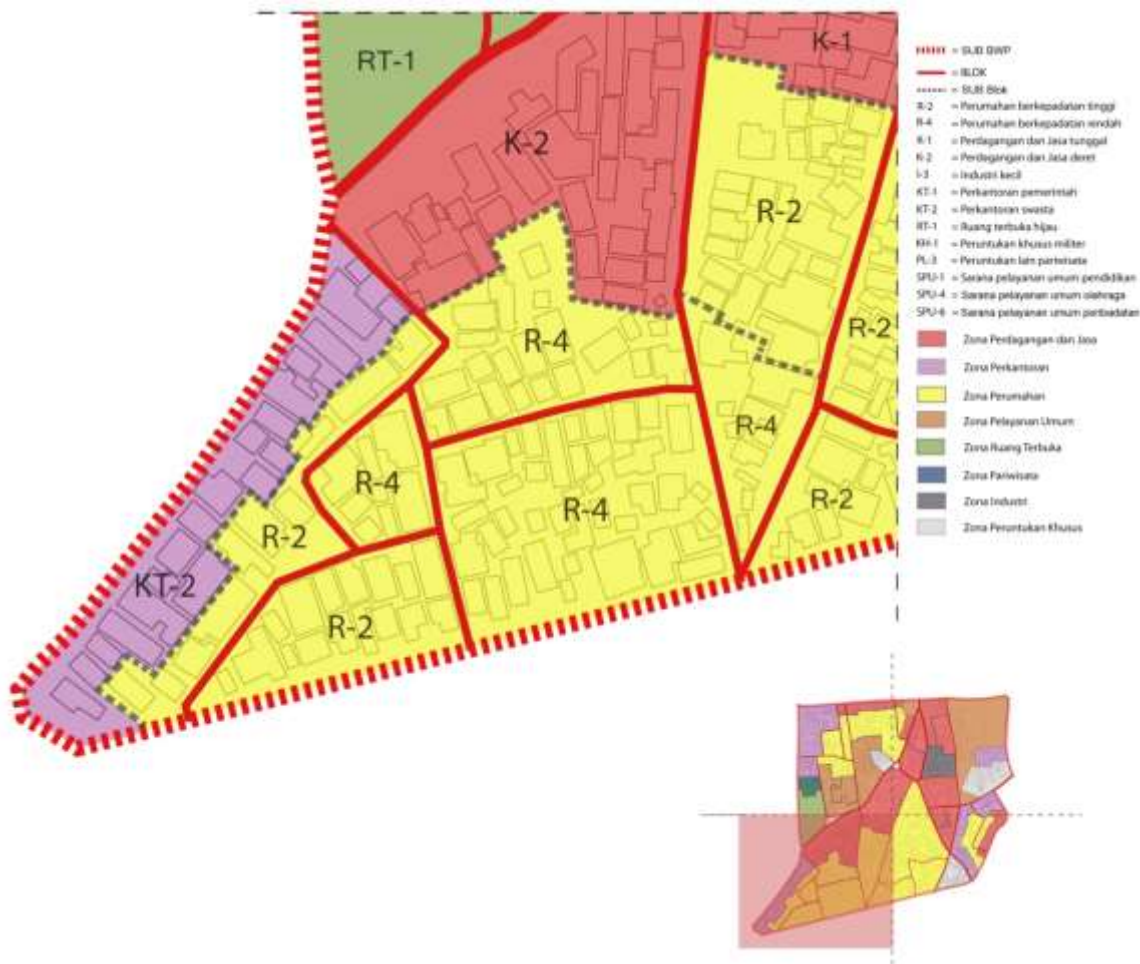 RT-1
K-1
K-2
R-2
R-4
R-2
R-4
R-4
R-4
R-2
R-2
KT-2
R-2
= SUB BWP
= BLOK
= SUB Blok
R-2 = Perumahan berkepadatan tinggi
R-4 = Perumahan berkepadatan rendah
K-1 = Perdagangan dan Jasa tunggal
K-2 = Perdagangan dan Jasa deret
I-3 = Industri kecil
KT-1 = Perkantoran pemerintah
KT-2 = Perkantoran swasta
RT-1 = Ruang terbuka hijau
KH-1 = Peruntukan khusus militer
PL-3 = Peruntukan lain pariwisata
SPU-1 = Sarana pelayanan umum pendidikan
SPU-4 = Sarana pelayanan umum olahraga
SPU-6 = Sarana pelayanan umum peribadatan
Zona Perdagangan dan Jasa
Zona Perkantoran
Zona Perumahan
Zona Pelayanan Umum
Zona Ruang Terbuka
Zona Pariwisata
Zona Industri
Zona Peruntukan Khusus